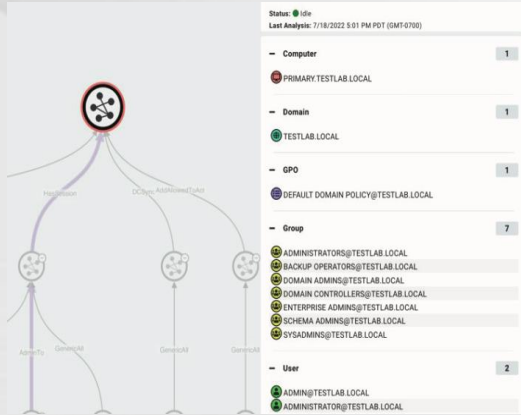 Status: Idle
Last Analysis: 7/18/2022 5:01 PM PDT (GMT-0700)
− Computer 1
PRIMARY.TESTLAB.LOCAL
− Domain 1
TESTLAB.LOCAL
− GPO 1
DEFAULT DOMAIN POLICY@TESTLAB.LOCAL
− Group 7
ADMINISTRATORS@TESTLAB.LOCAL
BACKUP OPERATORS@TESTLAB.LOCAL
DOMAIN ADMINS@TESTLAB.LOCAL
DOMAIN CONTROLLERS@TESTLAB.LOCAL
ENTERPRISE ADMINS@TESTLAB.LOCAL
SCHEMA ADMINS@TESTLAB.LOCAL
SYSADMINS@TESTLAB.LOCAL
− User 2
ADMIN@TESTLAB.LOCAL
ADMINISTRATOR@TESTLAB.LOCAL
HasSession
DCSync
AddAllowedToAct
AdminTo
GenericAll
GenericAll
GenericAll